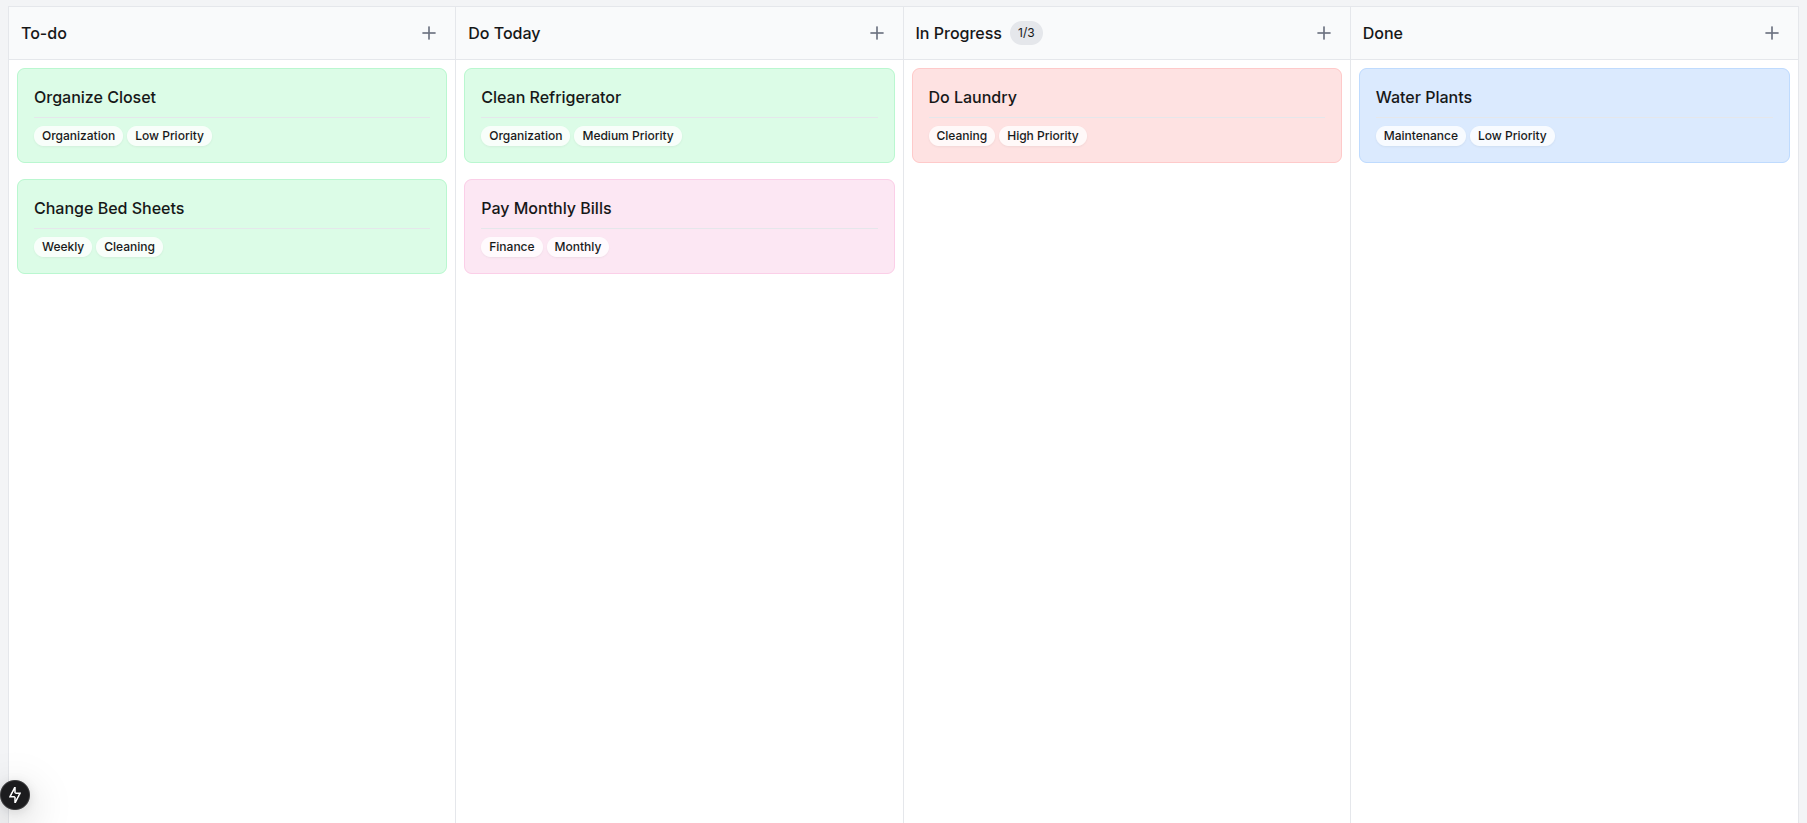 To-do
Organize Closet
Organization Low Priority
Change Bed Sheets
Weekly Cleaning
Do Today
Clean Refrigerator
Organization Medium Priority
Pay Monthly Bills
Finance Monthly
In Progress 1/3
Do Laundry
Cleaning High Priority
Done
Water Plants
Maintenance Low Priority